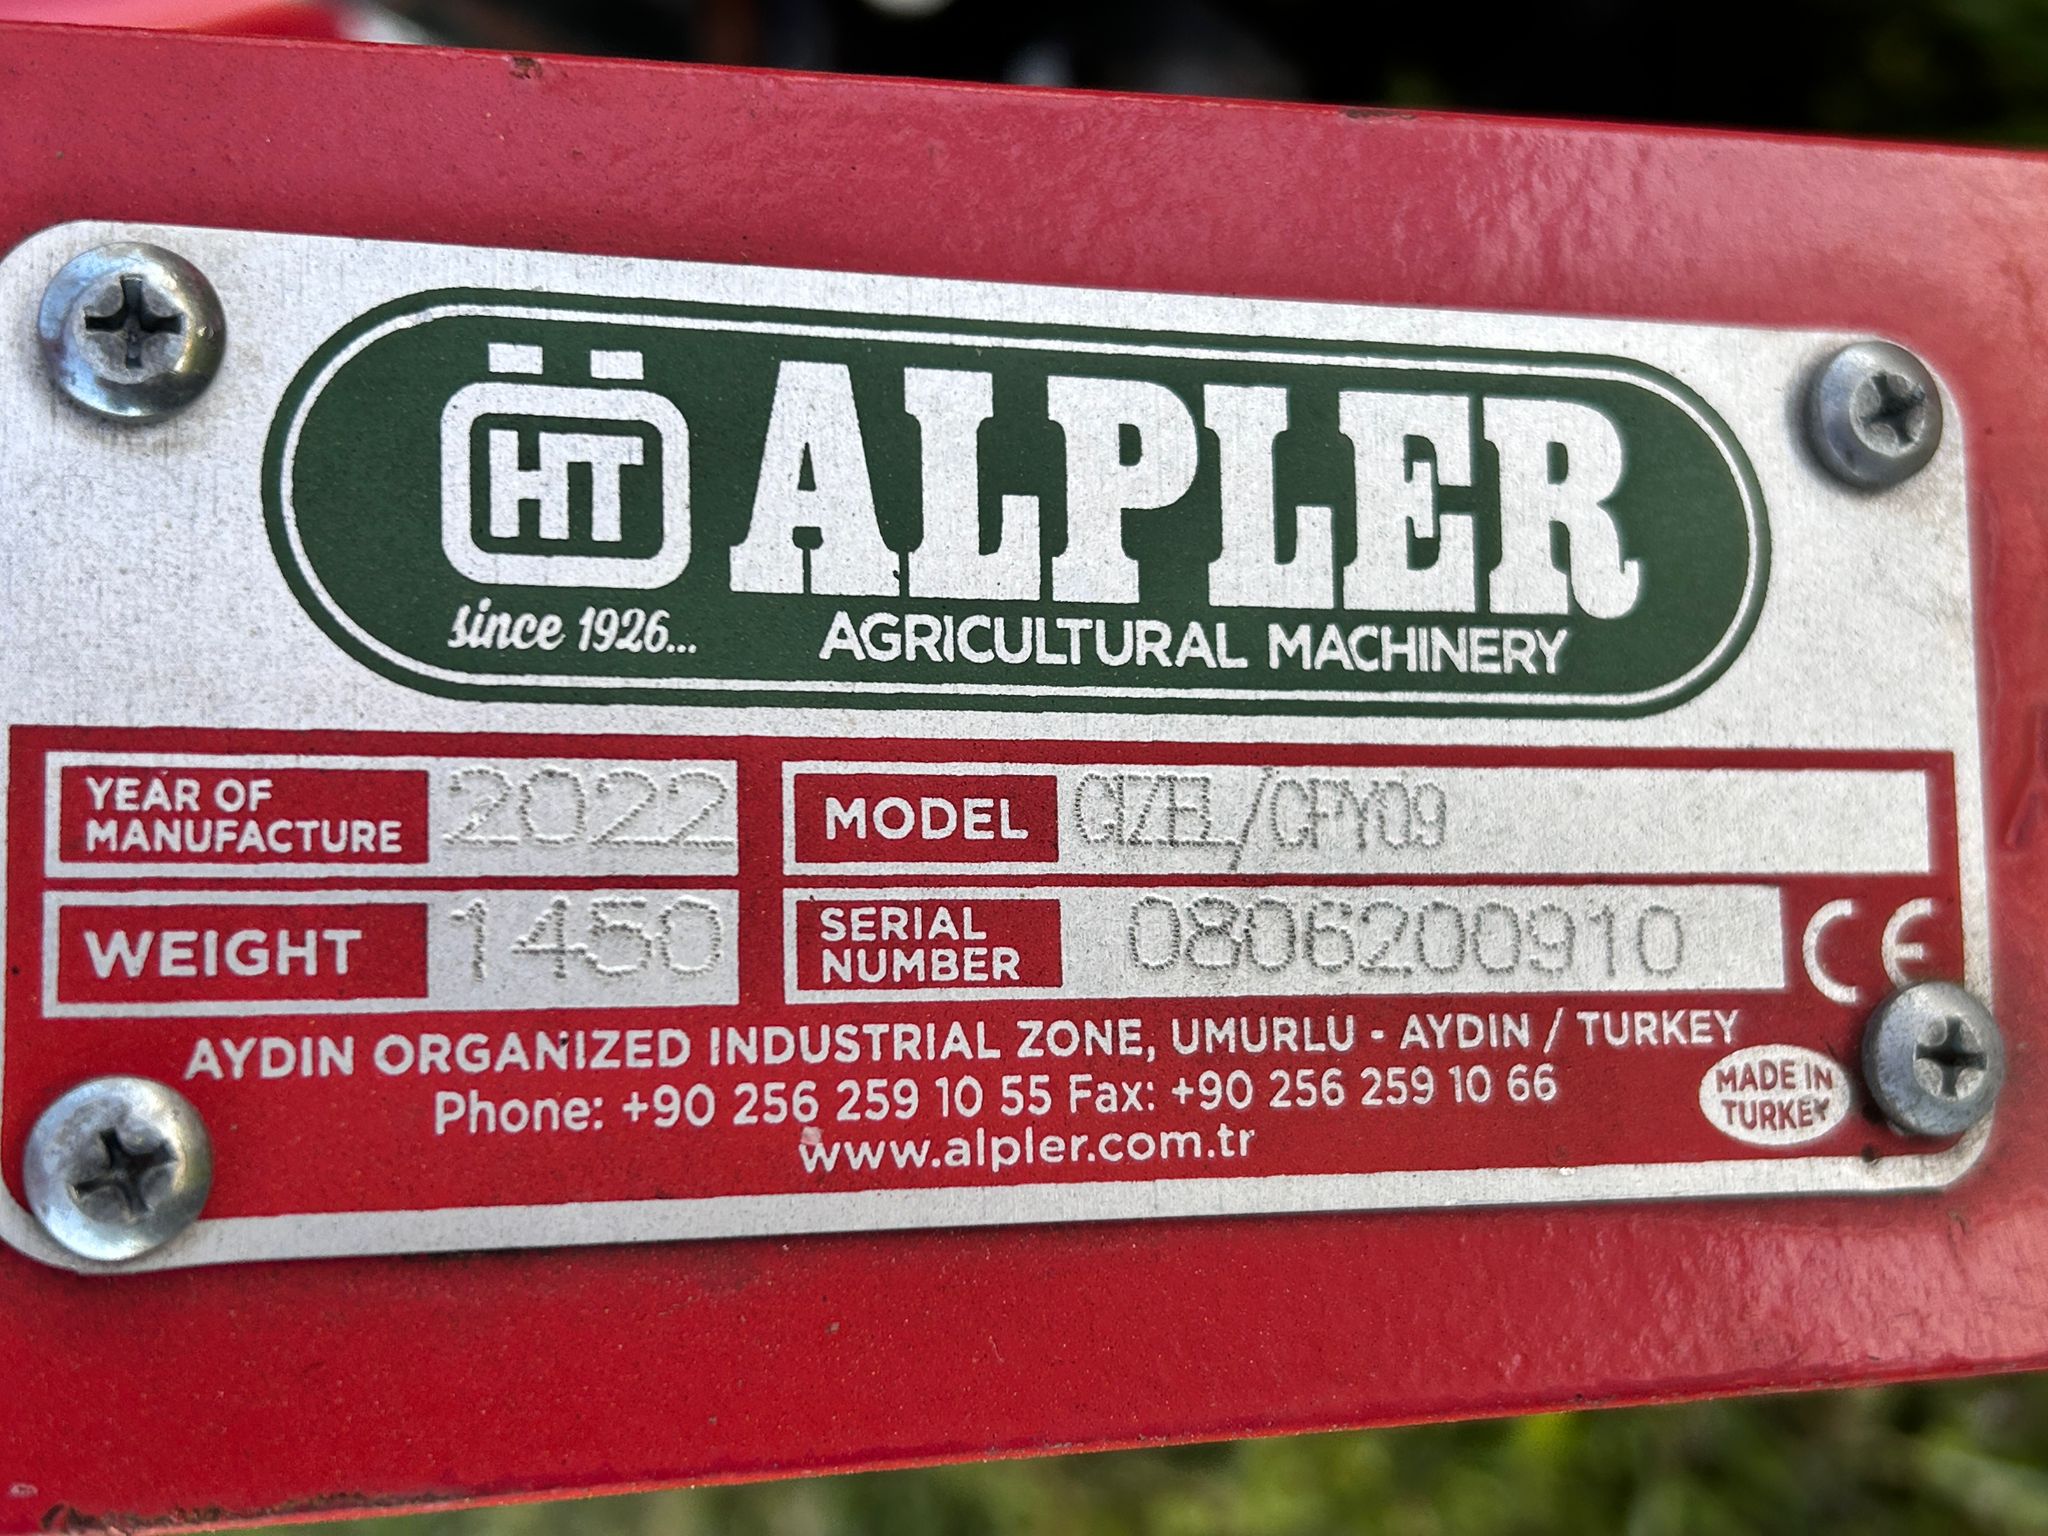 HT ALPLER
since 1926... AGRICULTURAL MACHINERY
YEAR OF MANUFACTURE 2022 MODEL CIZEL/CPY09
WEIGHT 1450 SERIAL NUMBER 0806200910 CE
AYDIN ORGANIZED INDUSTRIAL ZONE, UMURLU - AYDIN / TURKEY
Phone: +90 256 259 10 55 Fax: +90 256 259 10 66
www.alpler.com.tr
MADE IN
TURKEY